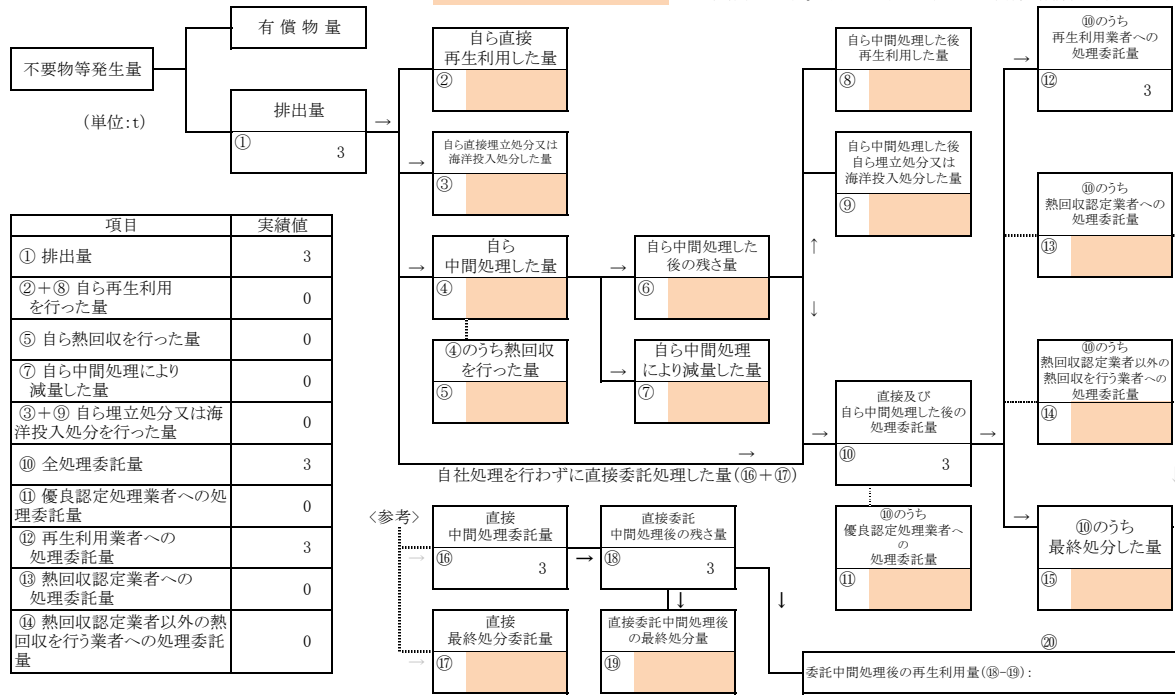 有 償 物 量
不要物等発生量
(単位:t)
排出量
①
3
→
自ら直接
再生利用した量
②
→
自ら直接埋立処分又は
海洋投入処分した量
③
→
自ら
中間処理した量
④
④のうち熱回収
を行った量
⑤
→
自ら中間処理した
後の残さ量
⑥
→
自ら中間処理
により減量した量
⑦
自ら中間処理した後
再生利用した量
⑧
自ら中間処理した後
自ら埋立処分又は
海洋投入処分した量
⑨
↑
↓
→
→
自社処理を行わずに直接委託処理した量(⑯+⑰)
直接及び
自ら中間処理した後の
処理委託量
⑩
3
→
⑩のうち
優良認定処理業者へ
の
処理委託量
⑪
→
⑩のうち
再生利用業者への
処理委託量
⑫
3
⑩のうち
熱回収認定業者への
処理委託量
⑬
⑩のうち
熱回収認定業者以外の
熱回収を行う業者への
処理委託量
⑭
→
⑩のうち
最終処分した量
⑮
項目 実績値
① 排出量 3
②+⑧ 自ら再生利用
を行った量 0
⑤ 自ら熱回収を行った量 0
⑦ 自ら中間処理により
減量した量 0
③+⑨ 自ら埋立処分又は海
洋投入処分を行った量 0
⑩ 全処理委託量 3
⑪ 優良認定処理業者への処
理委託量 0
⑫ 再生利用業者への
処理委託量 3
⑬ 熱回収認定業者への
処理委託量 0
⑭ 熱回収認定業者以外の熱
回収を行う業者への処理委託
量 0
〈参考〉
→
直接
中間処理委託量
⑯
3
→
直接委託
中間処理後の残さ量
⑱
3
↓
↓
→
直接
最終処分委託量
⑰
直接委託中間処理後
の最終処分量
⑲
⑳
委託中間処理後の再生利用量(⑱-⑲):